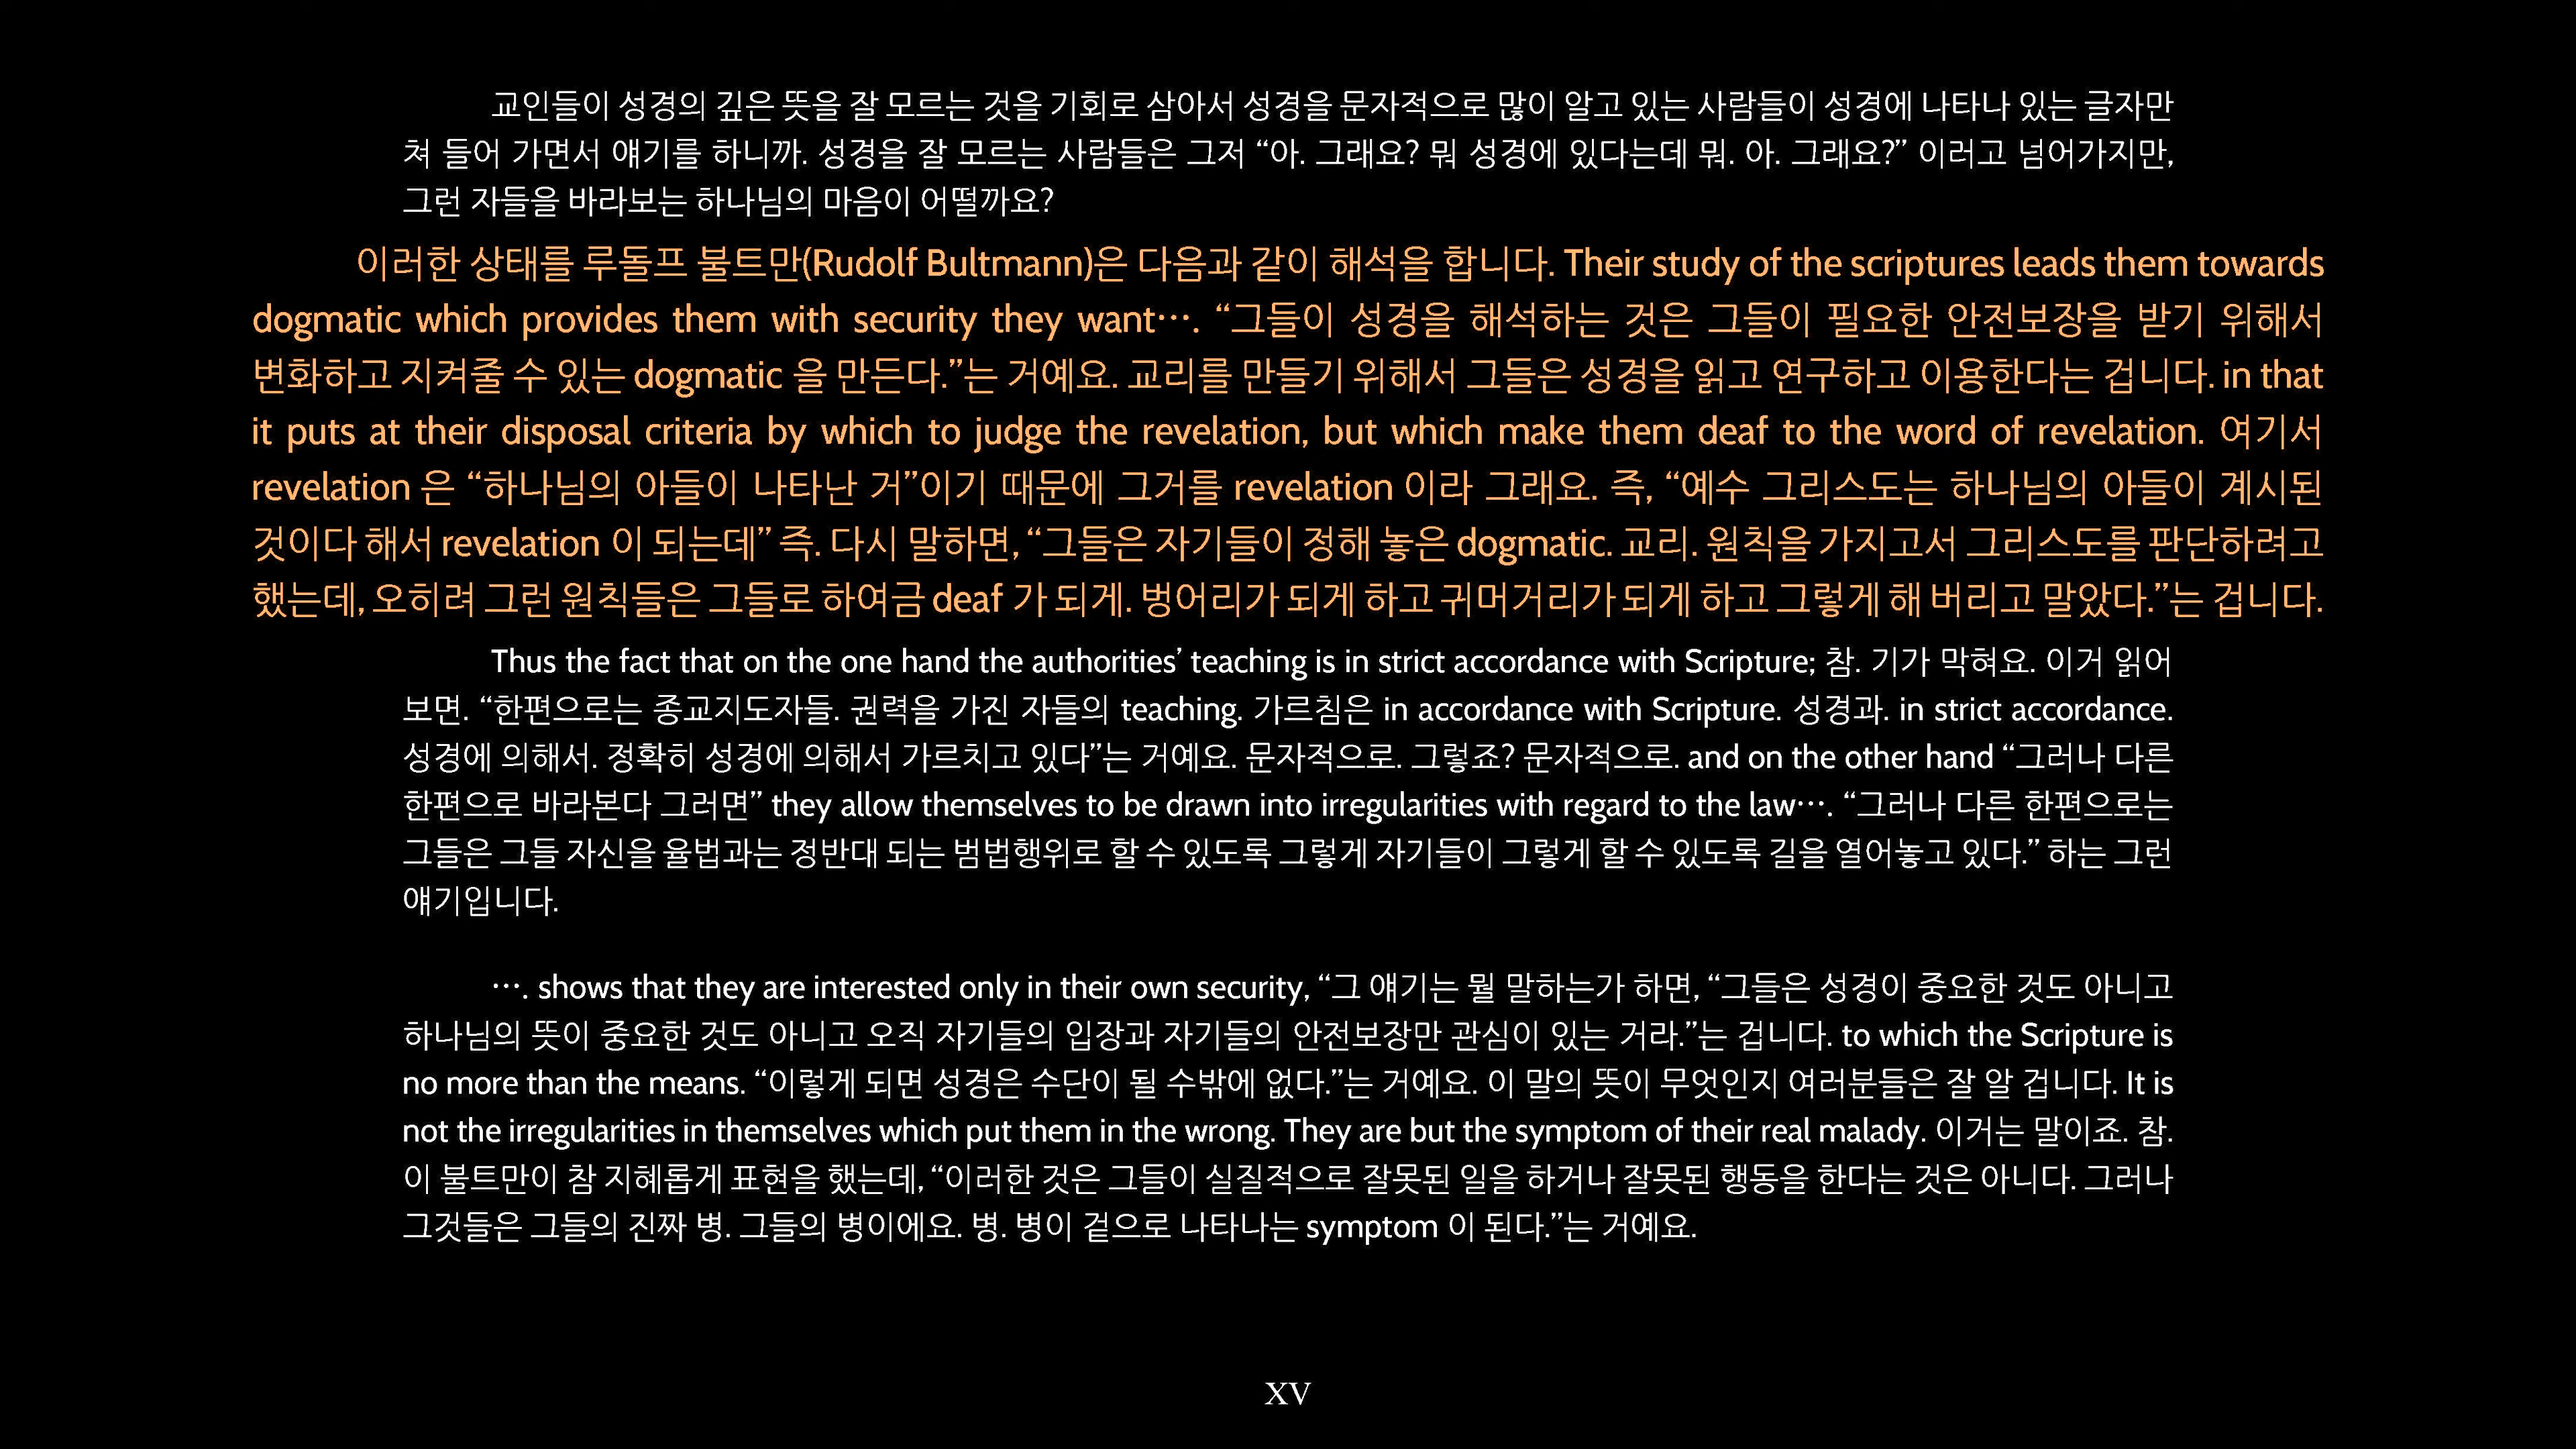 교인들이 성경의 깊은 뜻을 잘 모르는 것을 기회로 삼아서 성경을 문자적으로 많이 알고 있는 사람들이 성경에 나타나 있는 글자만
쳐 들어 가면서 얘기를 하니까. 성경을 잘 모르는 사람들은 그저 “아. 그래요? 뭐 성경에 있다는데 뭐. 아. 그래요?” 이러고 넘어가지만,
그런 자들을 바라보는 하나님의 마음이 어떨까요?
이러한 상태를 루돌프 불트만(Rudolf Bultmann)은 다음과 같이 해석을 합니다. Their study of the scriptures leads them towards
dogmatic which provides them with security they want…. “그들이 성경을 해석하는 것은 그들이 필요한 안전보장을 받기 위해서
변화하고 지켜줄 수 있는 dogmatic 을 만든다.”는 거예요. 교리를 만들기 위해서 그들은 성경을 읽고 연구하고 이용한다는 겁니다. in that
it puts at their disposal criteria by which to judge the revelation, but which make them deaf to the word of revelation. 여기서
revelation 은 “하나님의 아들이 나타난 거”이기 때문에 그거를 revelation 이라 그래요. 즉, “예수 그리스도는 하나님의 아들이 계시된
것이다 해서 revelation 이 되는데” 즉. 다시 말하면, “그들은 자기들이 정해 놓은 dogmatic. 교리. 원칙을 가지고서 그리스도를 판단하려고
했는데, 오히려 그런 원칙들은 그들로 하여금 deaf 가 되게. 벙어리가 되게 하고 귀머거리가 되게 하고 그렇게 해 버리고 말았다.”는 겁니다.
Thus the fact that on the one hand the authorities’ teaching is in strict accordance with Scripture; 참. 기가 막혀요. 이거 읽어
보면. “한편으로는 종교지도자들. 권력을 가진 자들의 teaching. 가르침은 in accordance with Scripture. 성경과. in strict accordance.
성경에 의해서. 정확히 성경에 의해서 가르치고 있다”는 거예요. 문자적으로. 그렇죠? 문자적으로. and on the other hand “그러나 다른
한편으로 바라본다 그러면” they allow themselves to be drawn into irregularities with regard to the law…. “그러나 다른 한편으로는
그들은 그들 자신을 율법과는 정반대 되는 범법행위로 할 수 있도록 그렇게 자기들이 그렇게 할 수 있도록 길을 열어놓고 있다.” 하는 그런
얘기입니다.
…. shows that they are interested only in their own security, “그 얘기는 뭘 말하는가 하면, “그들은 성경이 중요한 것도 아니고
하나님의 뜻이 중요한 것도 아니고 오직 자기들의 입장과 자기들의 안전보장만 관심이 있는 거라.”는 겁니다. to which the Scripture is
no more than the means. “이렇게 되면 성경은 수단이 될 수밖에 없다.”는 거예요. 이 말의 뜻이 무엇인지 여러분들은 잘 알 겁니다. It is
not the irregularities in themselves which put them in the wrong. They are but the symptom of their real malady. 이거는 말이죠. 참.
이 불트만이 참 지혜롭게 표현을 했는데, “이러한 것은 그들이 실질적으로 잘못된 일을 하거나 잘못된 행동을 한다는 것은 아니다. 그러나
그것들은 그들의 진짜 병. 그들의 병이에요. 병. 병이 겉으로 나타나는 symptom 이 된다.”는 거예요.
XV